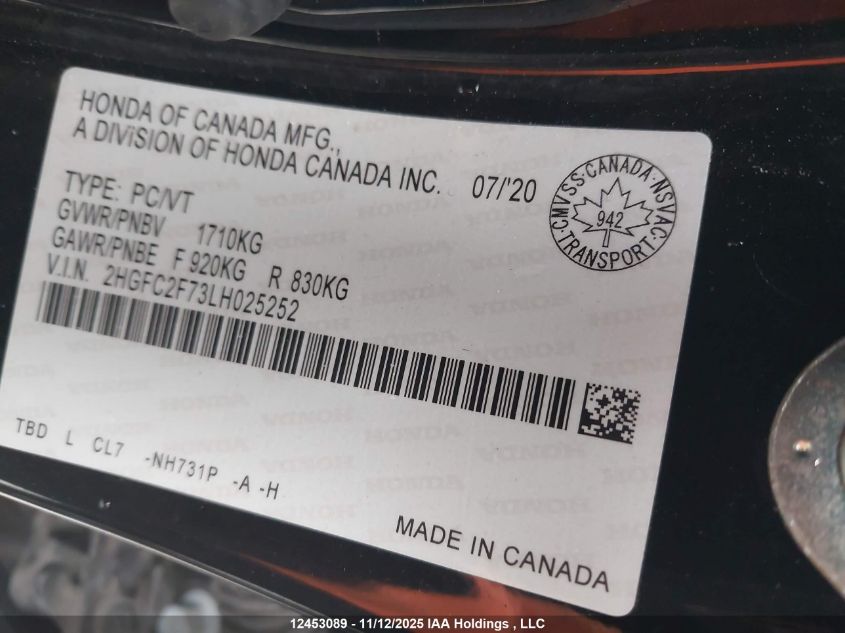 HONDA OF CANADA MFG.,
A DIViSION OF HONDA CANADA INC. 07/'20
TYPE: PC/VT
GVWR/PNBV 1710KG
GAWR/PNBE F 920KG R 830KG
V.I.N. 2HGFC2F73LH025252
CMVSS·CANADA·NSVAC·TRANSPORT·
942
TBD L CL7 -NH731P -A -H
MADE IN CANADA
12453089 - 11/12/2025 IAA Holdings , LLC